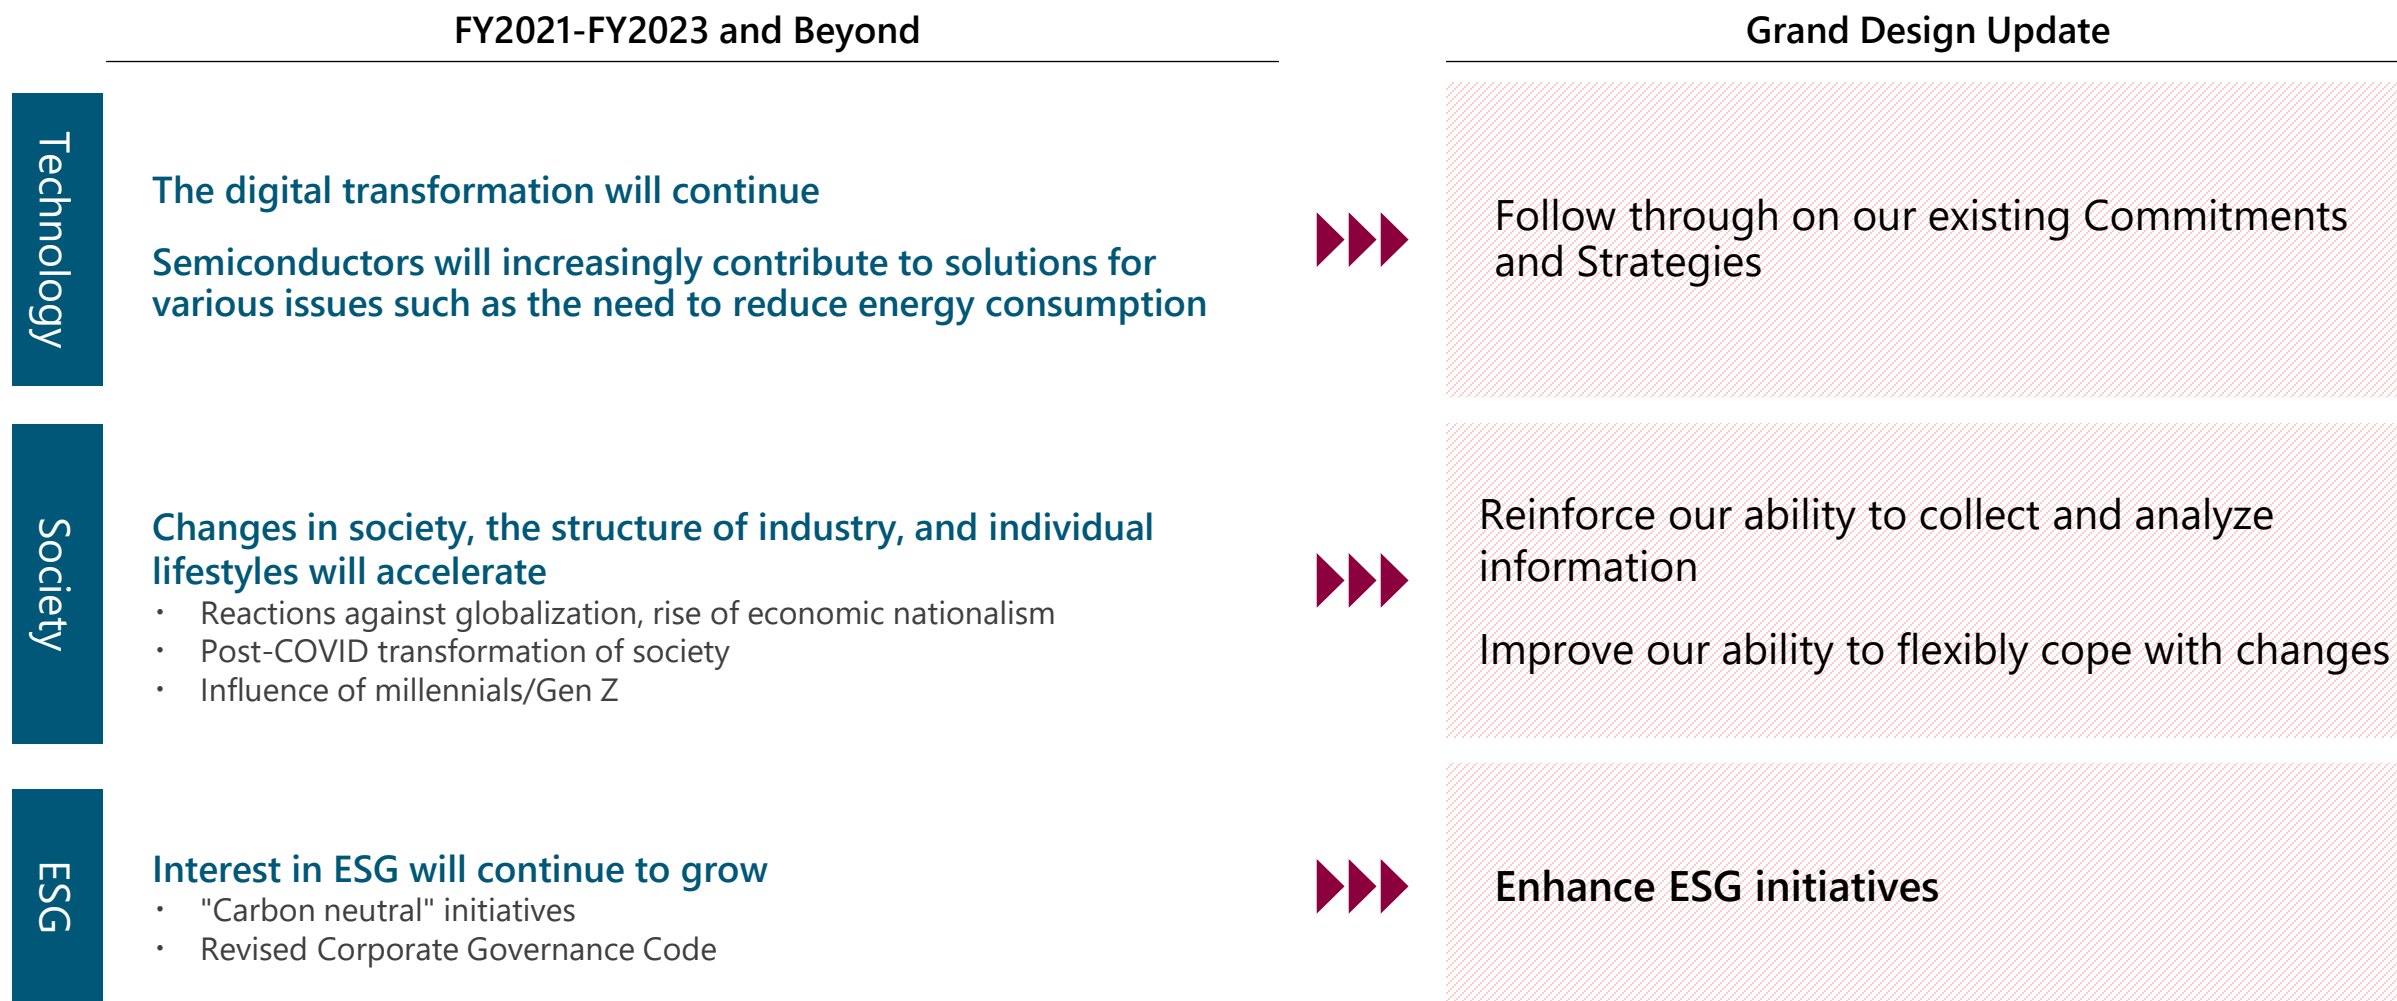 FY2021-FY2023 and Beyond
Grand Design Update
Technology
The digital transformation will continue
Semiconductors will increasingly contribute to solutions for
various issues such as the need to reduce energy consumption
Follow through on our existing Commitments
and Strategies
Society
Changes in society, the structure of industry, and individual
lifestyles will accelerate
・ Reactions against globalization, rise of economic nationalism
・ Post-COVID transformation of society
・ Influence of millennials/Gen Z
Reinforce our ability to collect and analyze
information
Improve our ability to flexibly cope with changes
ESG
Interest in ESG will continue to grow
・ "Carbon neutral" initiatives
・ Revised Corporate Governance Code
Enhance ESG initiatives